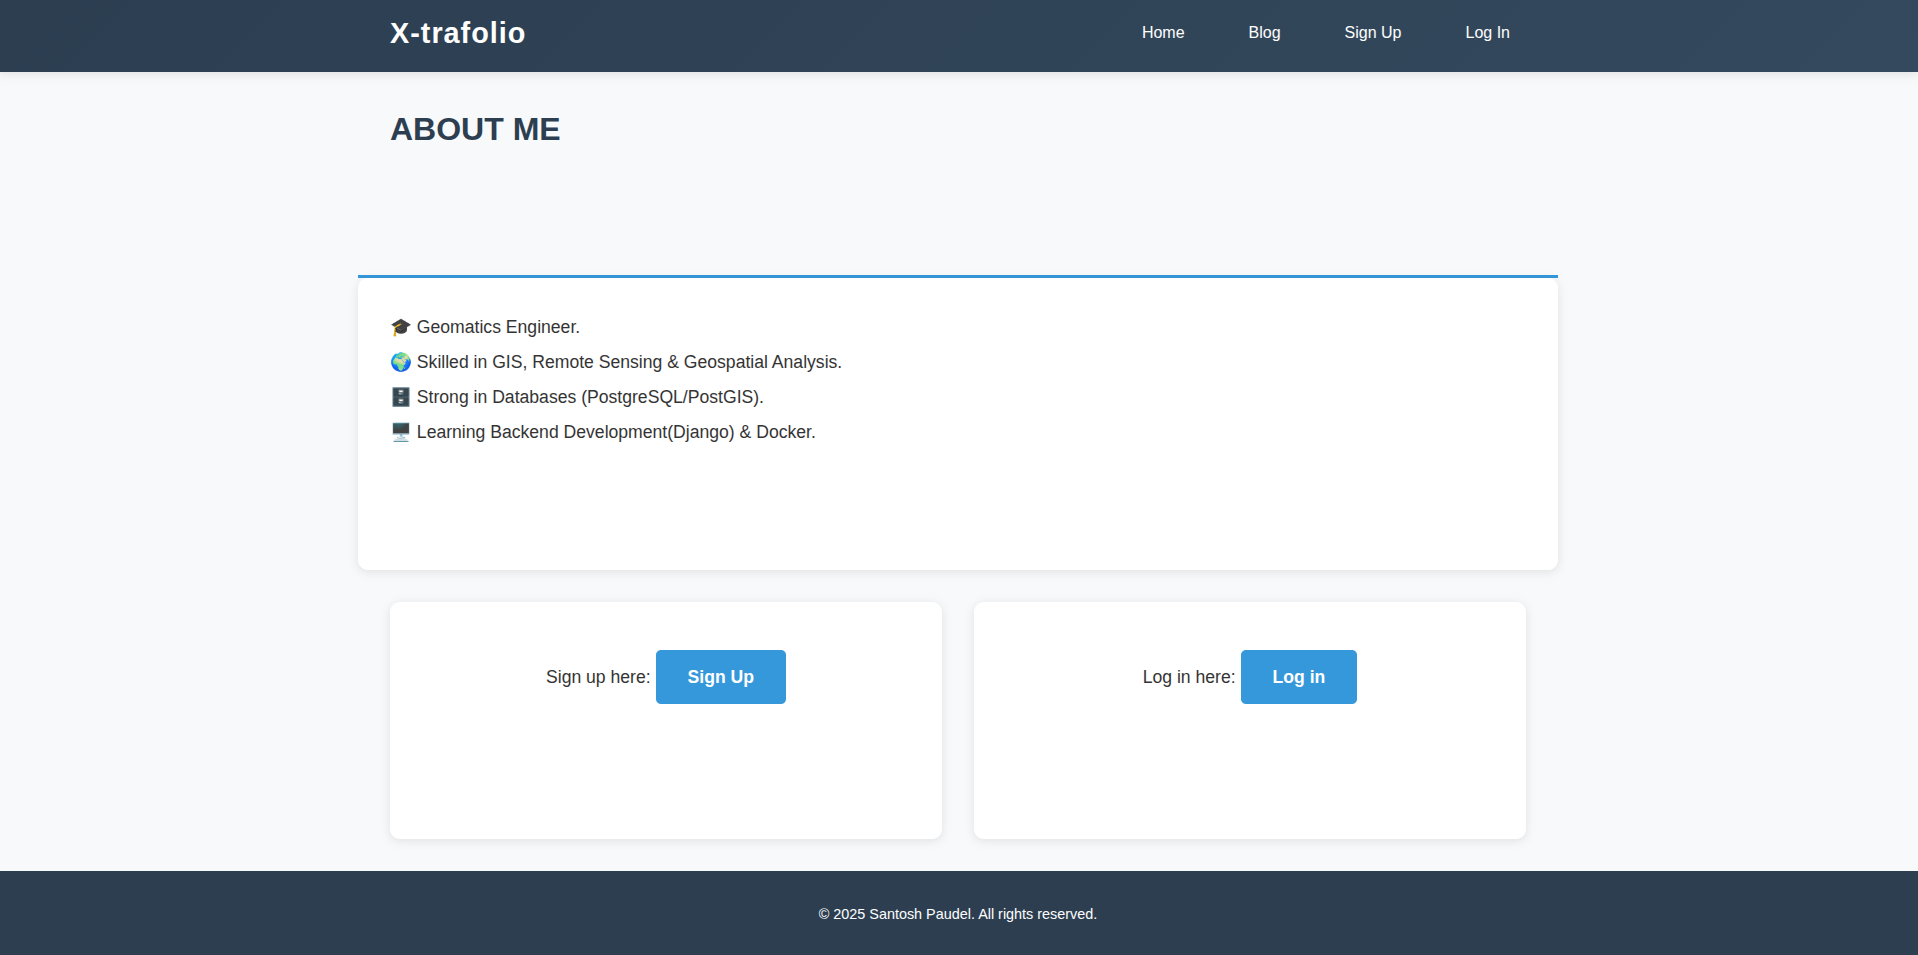 X-trafolio
Home
Blog
Sign Up
Log In
ABOUT ME
🎓 Geomatics Engineer.
🌍 Skilled in GIS, Remote Sensing & Geospatial Analysis.
🗄️ Strong in Databases (PostgreSQL/PostGIS).
🖥️ Learning Backend Development(Django) & Docker.
Sign up here: Sign Up
Log in here: Log in
© 2025 Santosh Paudel. All rights reserved.